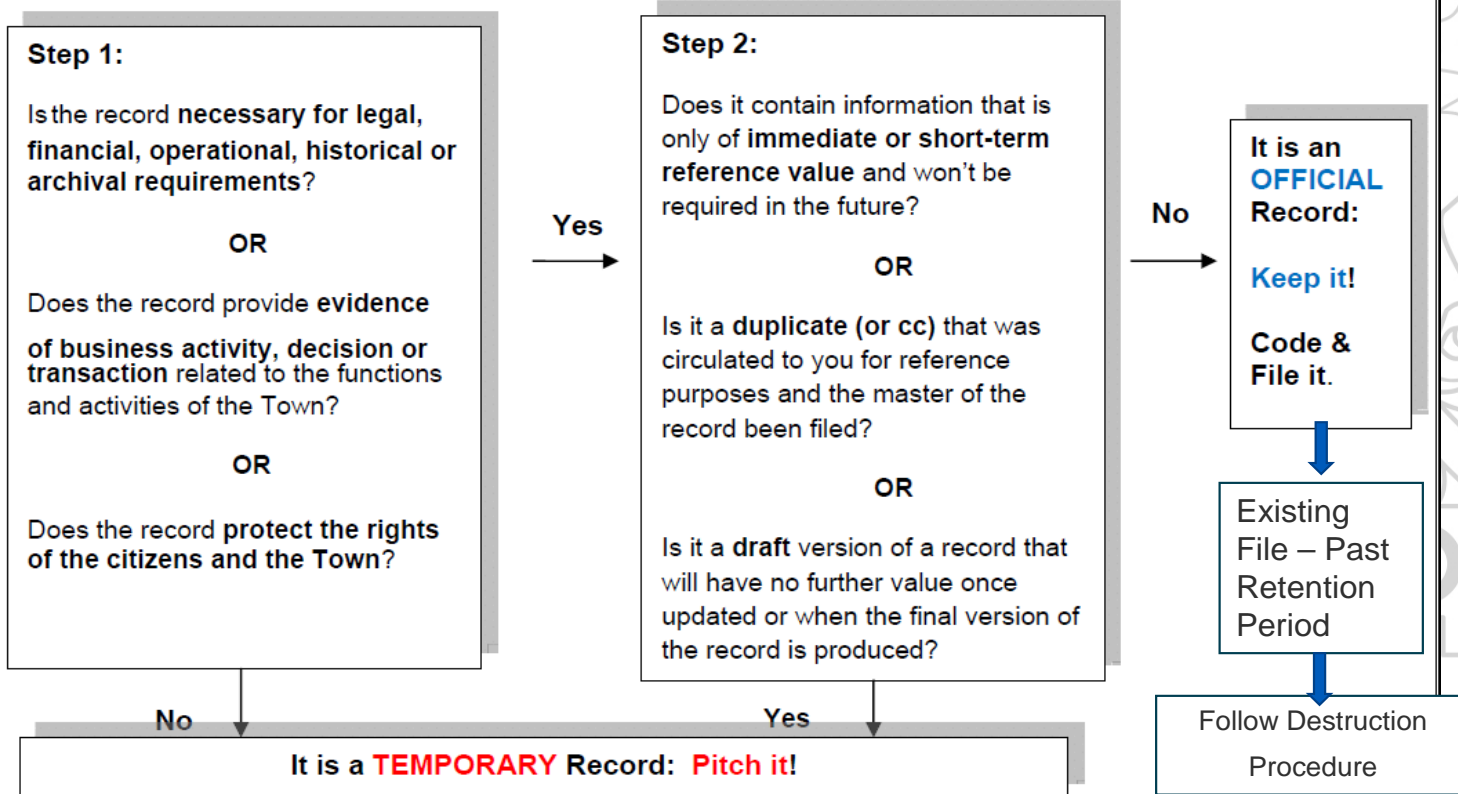 Step 1:
Is the record necessary for legal,
financial, operational, historical or
archival requirements?
OR
Does the record provide evidence
of business activity, decision or
transaction related to the functions
and activities of the Town?
OR
Does the record protect the rights
of the citizens and the Town?
Yes
Step 2:
Does it contain information that is
only of immediate or short-term
reference value and won't be
required in the future?
OR
Is it a duplicate (or cc) that was
circulated to you for reference
purposes and the master of the
record been filed?
OR
Is it a draft version of a record that
will have no further value once
updated or when the final version of
the record is produced?
No
It is an
OFFICIAL
Record:
Keep it!
Code &
File it.
Existing
File – Past
Retention
Period
Follow Destruction
Procedure
No
Yes
It is a TEMPORARY Record: Pitch it!